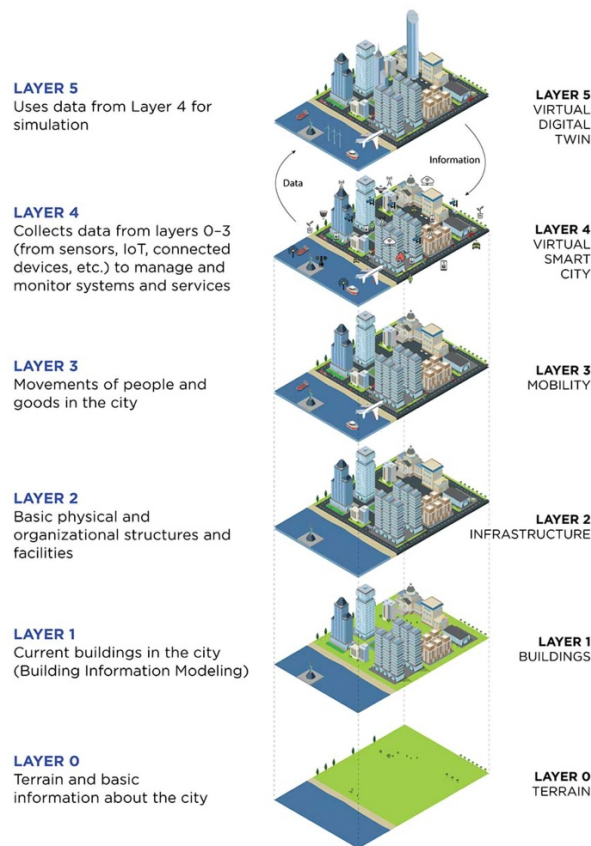 LAYER 5
Uses data from Layer 4 for
simulation
LAYER 5
VIRTUAL
DIGITAL
TWIN
Data
Information
LAYER 4
Collects data from layers 0–3
(from sensors, IoT, connected
devices, etc.) to manage and
monitor systems and services
LAYER 4
VIRTUAL
SMART
CITY
LAYER 3
Movements of people and
goods in the city
LAYER 3
MOBILITY
LAYER 2
Basic physical and
organizational structures and
facilities
LAYER 2
INFRASTRUCTURE
LAYER 1
Current buildings in the city
(Building Information Modeling)
LAYER 1
BUILDINGS
LAYER 0
Terrain and basic
information about the city
LAYER 0
TERRAIN